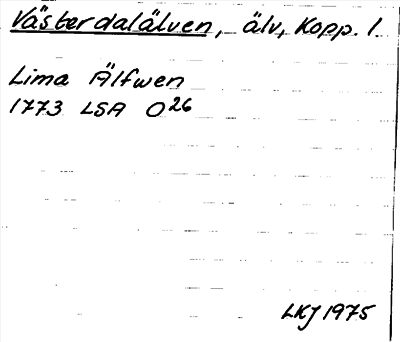 Västerdalälven, älv, Kopp. l.
Lima Älfwen
1773 LSA O26
LKJ 1975